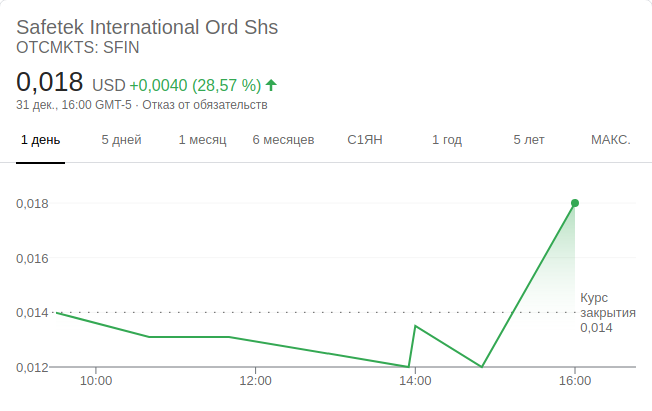 Safetek International Ord Shs
OTCMKTS: SFIN
0,018 USD +0,0040 (28,57 %)
31 дек., 16:00 GMT-5 · Отказ от обязательств
1 день 5 дней 1 месяц 6 месяцев С1ЯН 1 год 5 лет МАКС.
0,018
0,016
0,014
0,012
Курс
закрытия
0,014
10:00 12:00 14:00 16:00